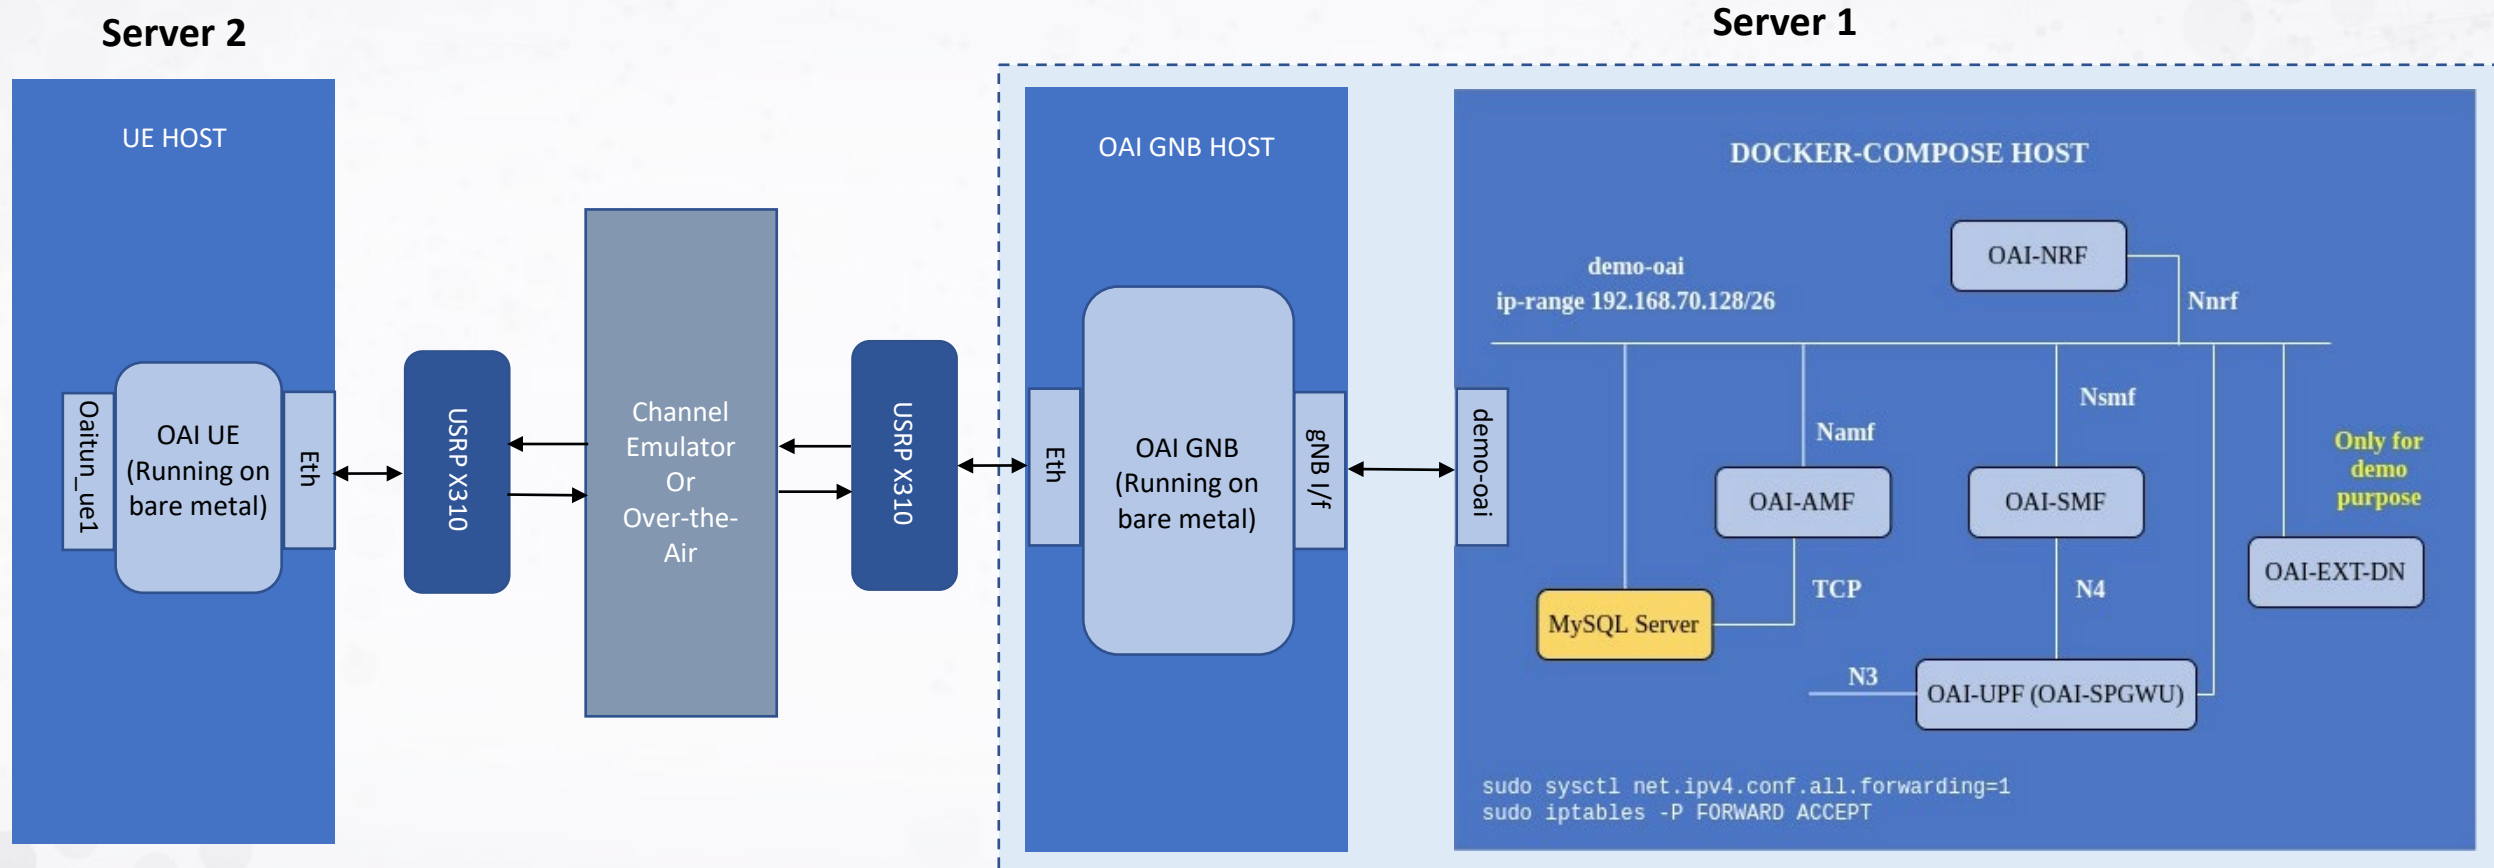 Server 2
Server 1
UE HOST
Oaitun_ue1
OAI UE
(Running on
bare metal)
Eth
USRP X310
Channel
Emulator
Or
Over-the-
Air
USRP X310
OAI GNB HOST
Eth
OAI GNB
(Running on
bare metal)
gNB I/f
demo-oai
DOCKER-COMPOSE HOST
demo-oai
ip-range 192.168.70.128/26
OAI-NRF
Nnrf
Namf
Nsmf
OAI-AMF
OAI-SMF
Only for
demo
purpose
OAI-EXT-DN
TCP
N4
MySQL Server
N3
OAI-UPF (OAI-SPGWU)
sudo sysctl net.ipv4.conf.all.forwarding=1
sudo iptables -P FORWARD ACCEPT